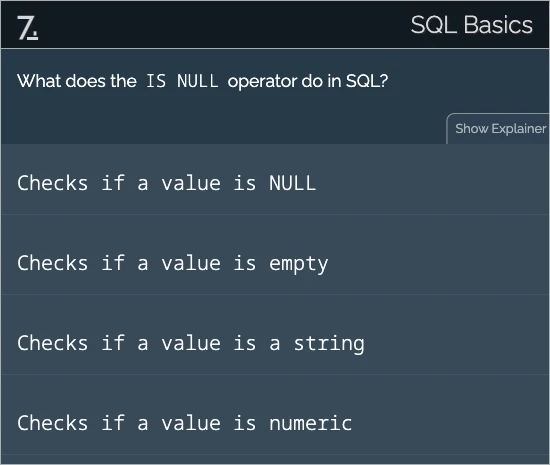 7.
SQL Basics
What does the IS NULL operator do in SQL?
Show Explainer
Checks if a value is NULL
Checks if a value is empty
Checks if a value is a string
Checks if a value is numeric